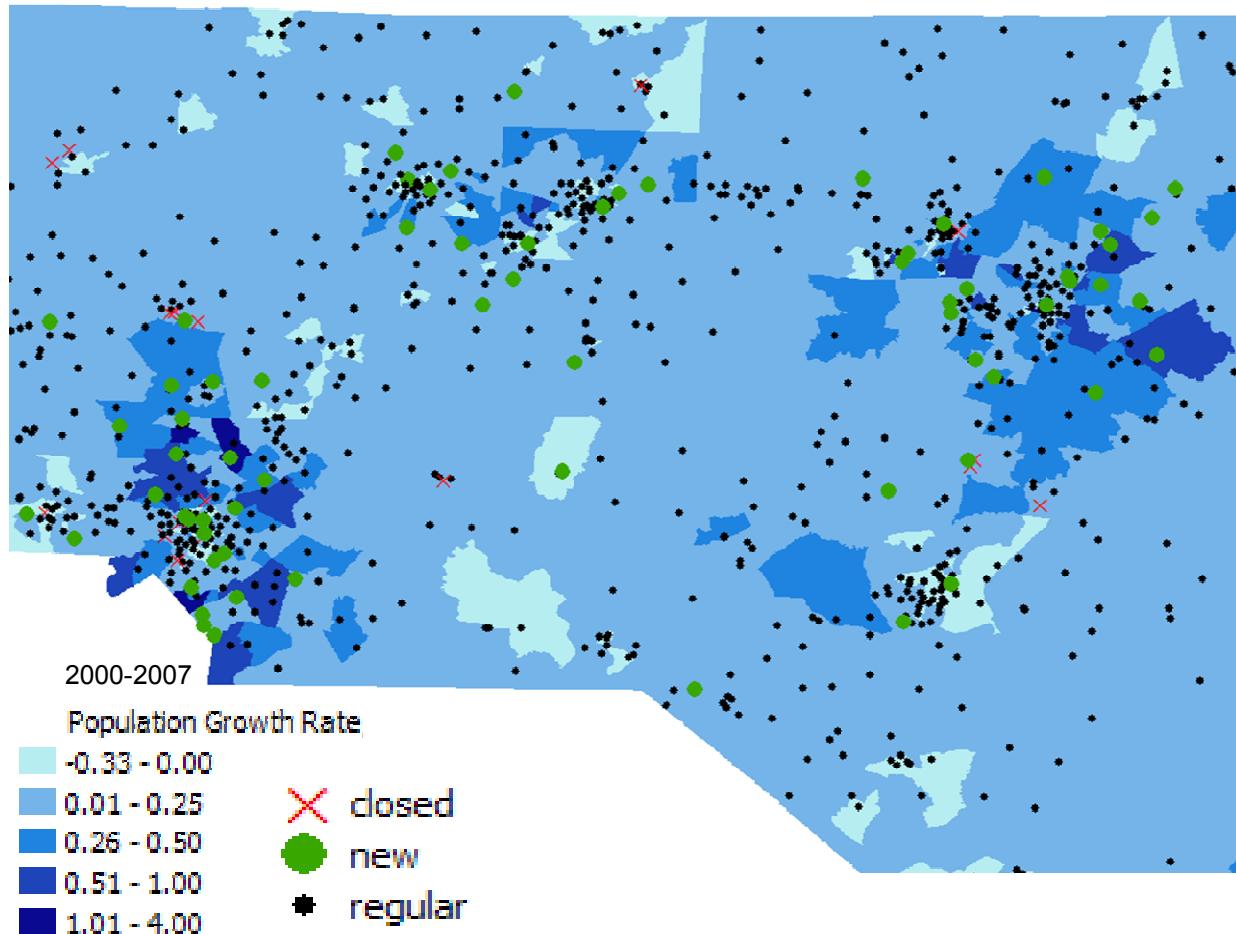 2000-2007
Population Growth Rate
-0.33 - 0.00
0.01 - 0.25
0.26 - 0.50
0.51 - 1.00
1.01 - 4.00
closed
new
regular